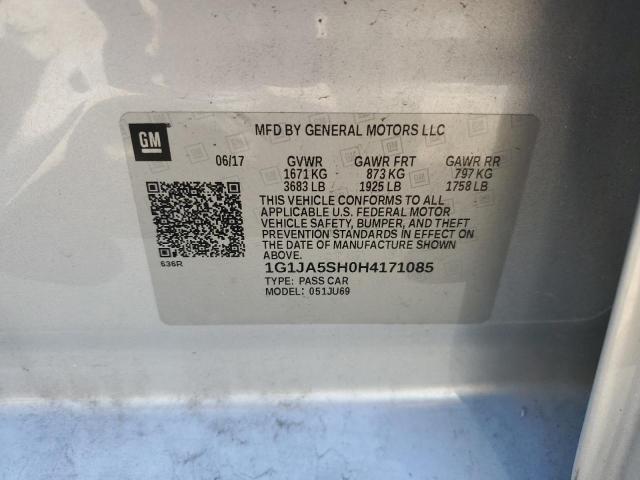 GM
MFD BY GENERAL MOTORS LLC
06/17 GVWR GAWR FRT GAWR RR
1671 KG 873 KG 797 KG
3683 LB 1925 LB 1758 LB
THIS VEHICLE CONFORMS TO ALL
APPLICABLE U.S. FEDERAL MOTOR
VEHICLE SAFETY, BUMPER, AND THEFT
PREVENTION STANDARDS IN EFFECT ON
THE DATE OF MANUFACTURE SHOWN
ABOVE.
636R
1G1JA5SH0H4171085
TYPE: PASS CAR
MODEL: 051JU69